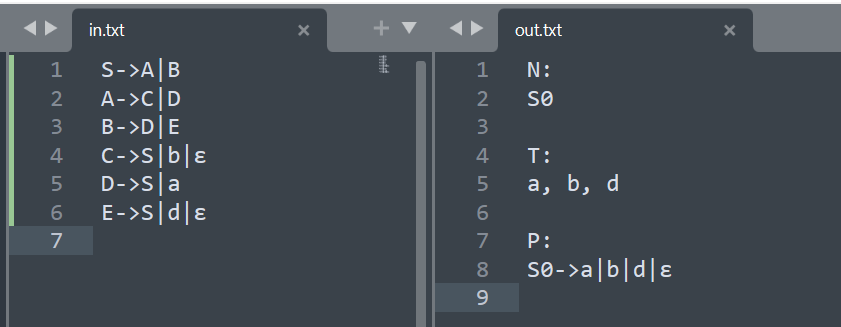 in.txt
1 S->A|B
2 A->C|D
3 B->D|E
4 C->S|b|ε
5 D->S|a
6 E->S|d|ε
7
out.txt
1 N:
2 S0
3
4 T:
5 a, b, d
6
7 P:
8 S0->a|b|d|ε
9